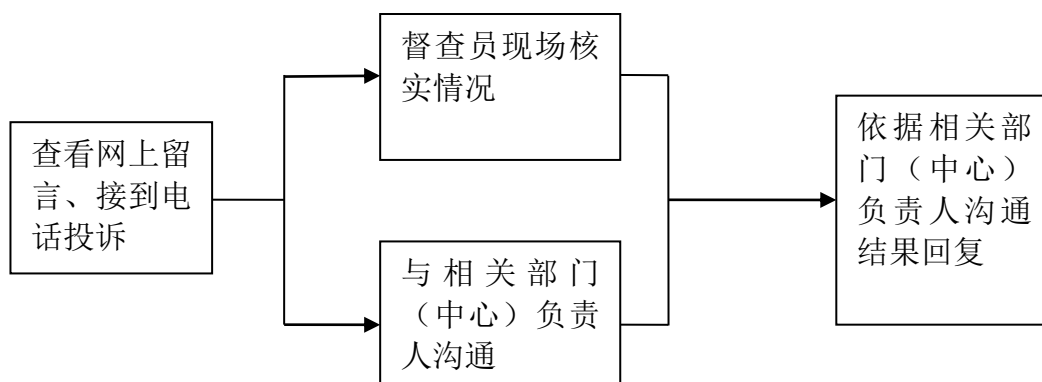 查看网上留
言、接到电
话投诉
督查员现场核
实情况
与相关部门
（中心）负责
人沟通
依据相关部
门（中心）
负责人沟通
结果回复